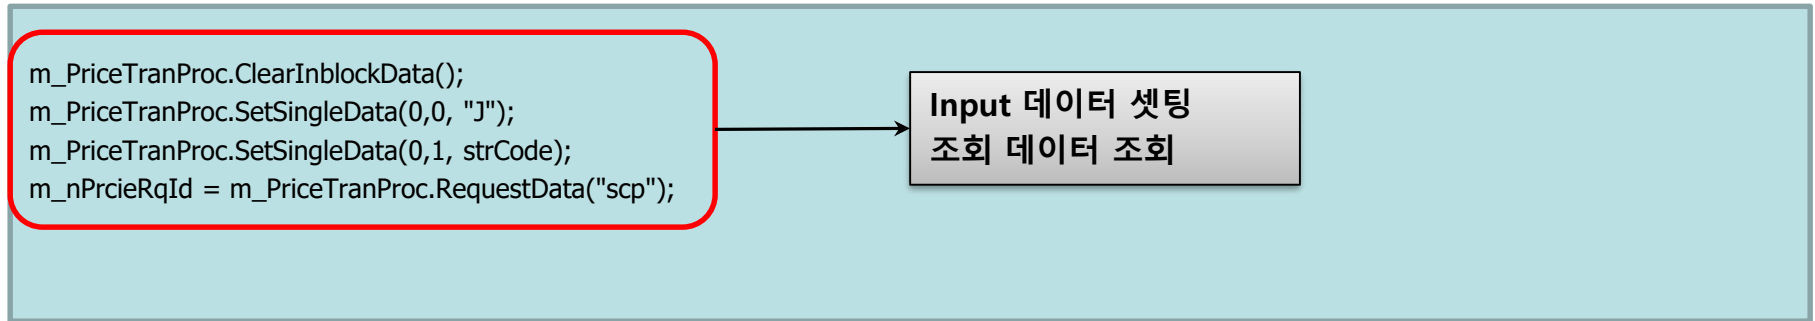 m_PriceTranProc.ClearInblockData();
m_PriceTranProc.SetSingleData(0,0, "J");
m_PriceTranProc.SetSingleData(0,1, strCode);
m_nPrcieRqId = m_PriceTranProc.RequestData("scp");
Input 데이터 셋팅
조회 데이터 조회